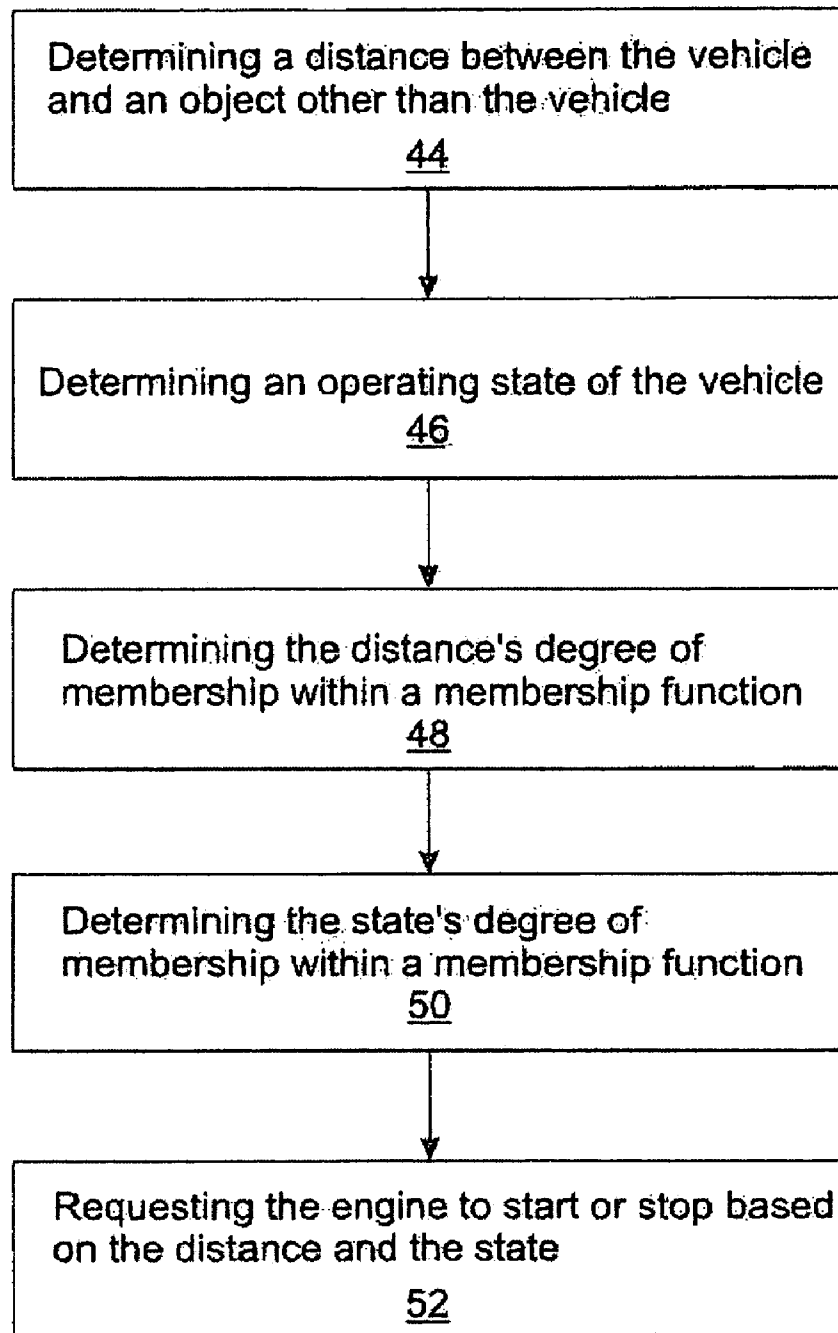 Determining a distance between the vehicle
and an object other than the vehicle
44
Determining an operating state of the vehicle
46
Determining the distance's degree of
membership within a membership function
48
Determining the state's degree of
membership within a membership function
50
Requesting the engine to start or stop based
on the distance and the state
52